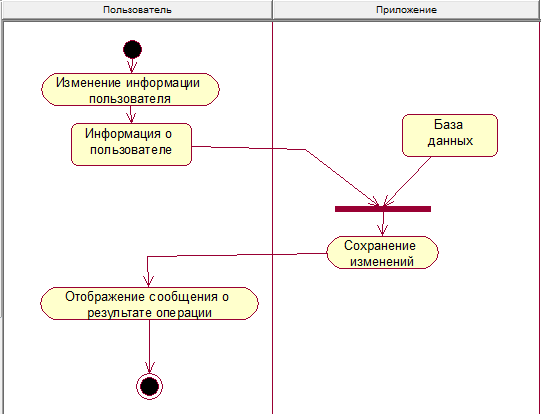 Пользователь
Приложение
Изменение информации
пользователя
Информация о
пользователе
База
данных
Сохранение
изменений
Отображение сообщения о
результате операции